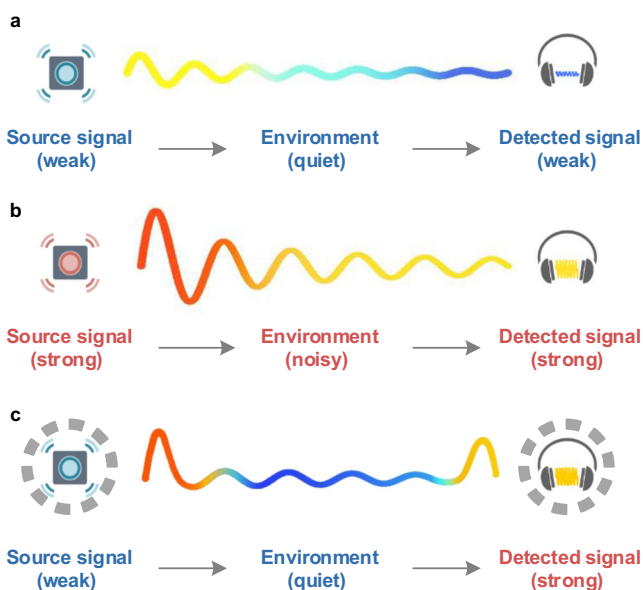 a
Source signal Environment Detected signal
(weak) (quiet) (weak)
b
Source signal Environment Detected signal
(strong) (noisy) (strong)
c
Source signal Environment Detected signal
(weak) (quiet) (strong)